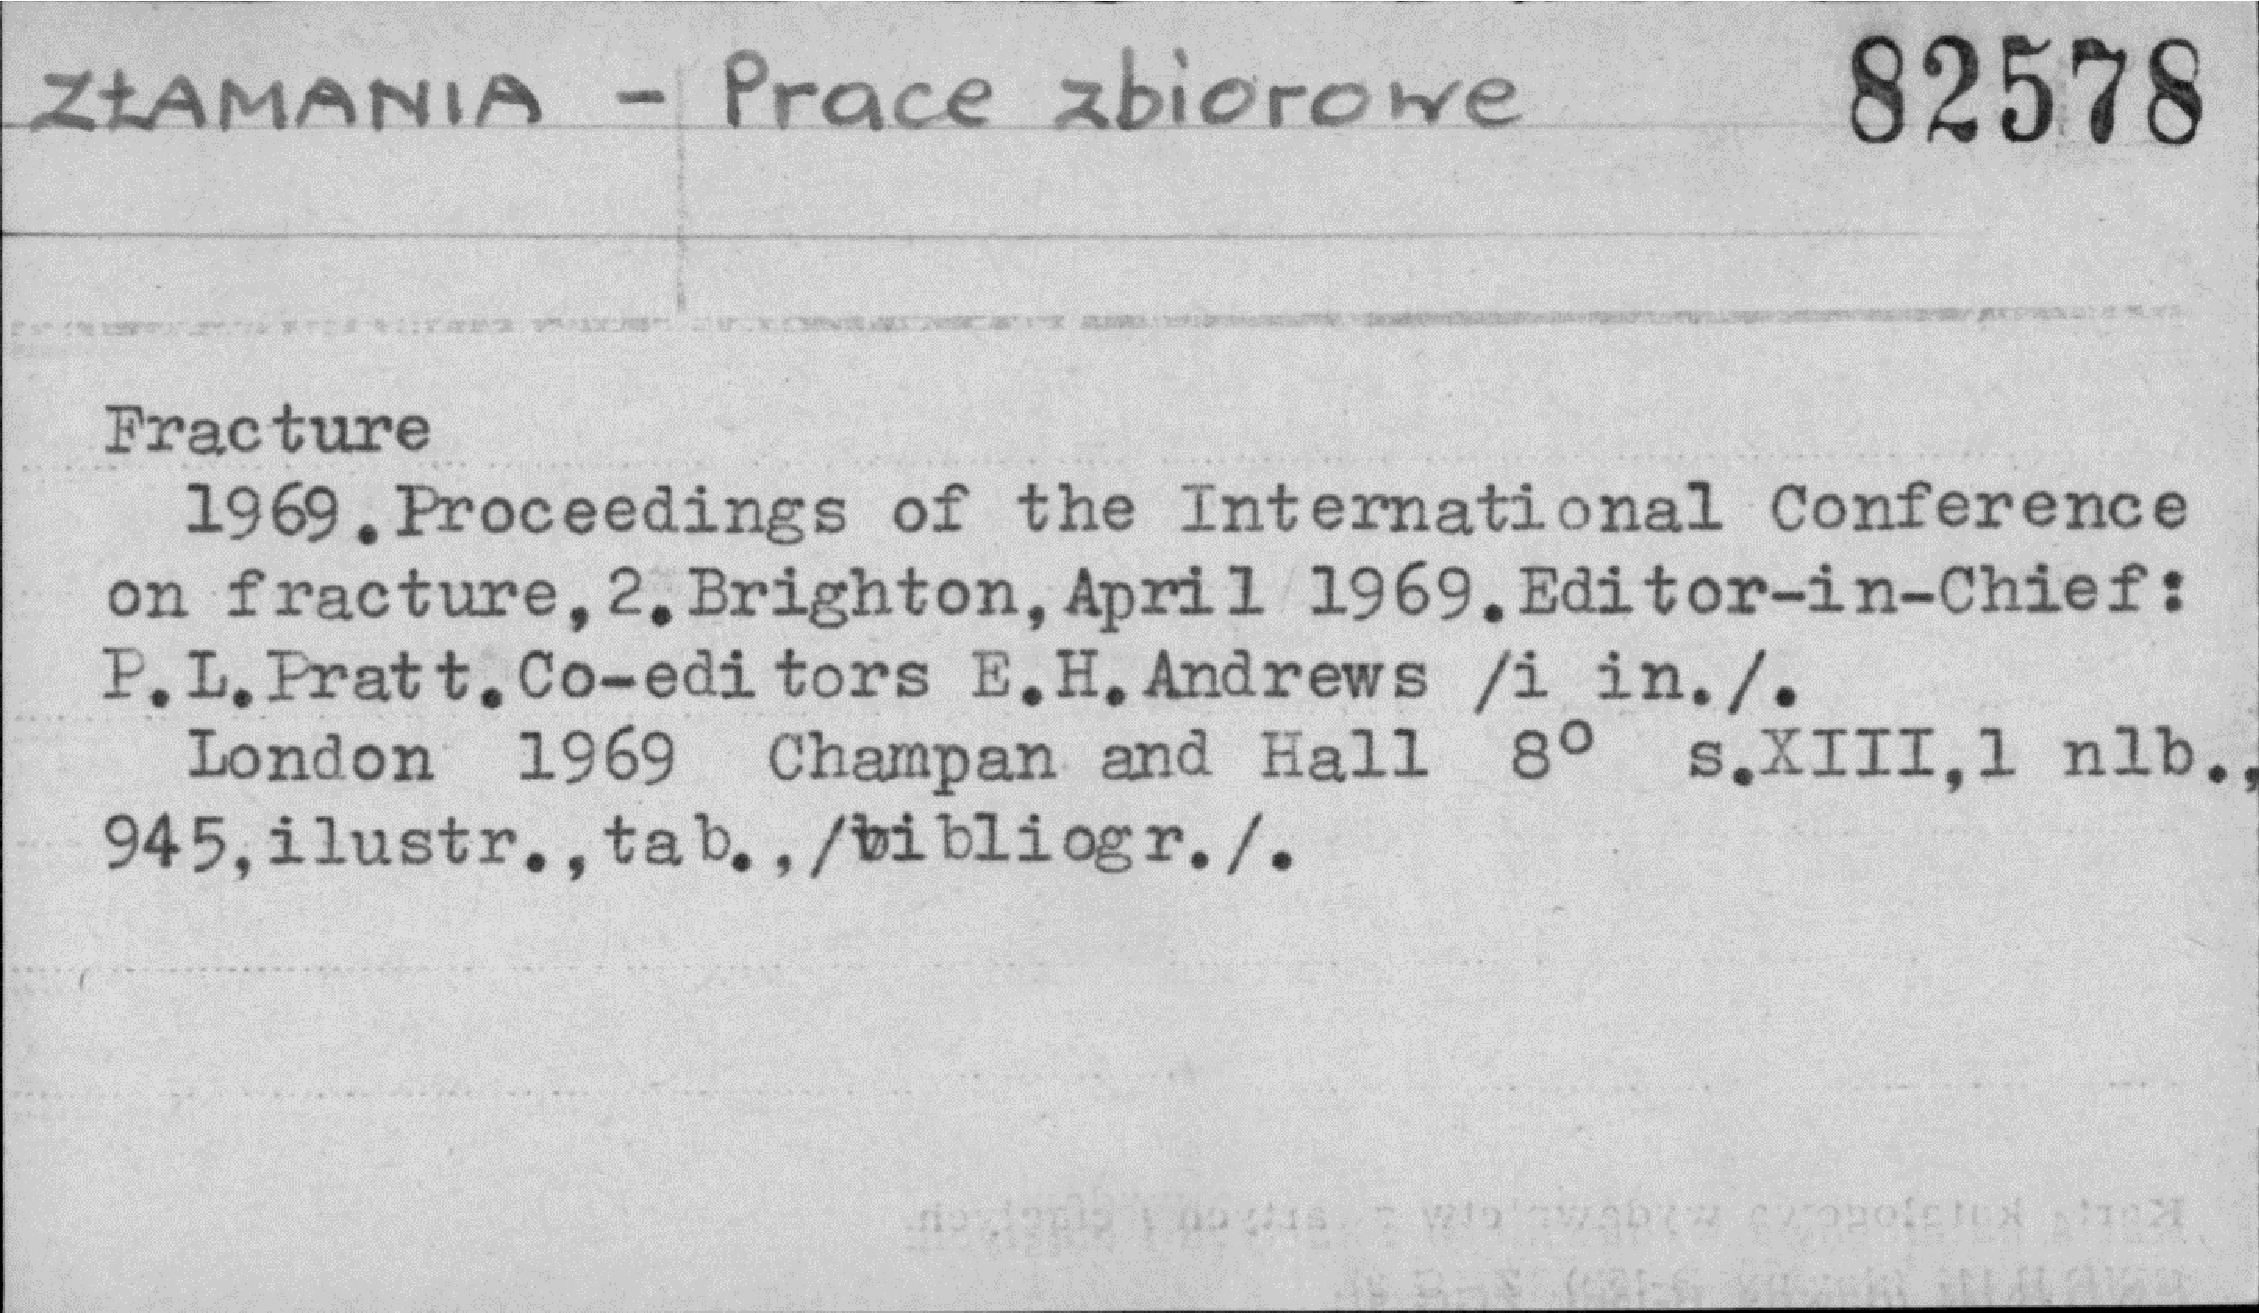 ZŁAMANIA - Prace zbiorowe 82578
Fracture
1969.Proceedings of the International Conference
on fracture,2.Brighton,April 1969.Editor-in-Chief:
P.L.Pratt.Co-editors E.H.Andrews /i in./.
London 1969 Champan and Hall 8° s.XIII,1 nlb.,
945,ilustr.,tab.,/bibliogr./.